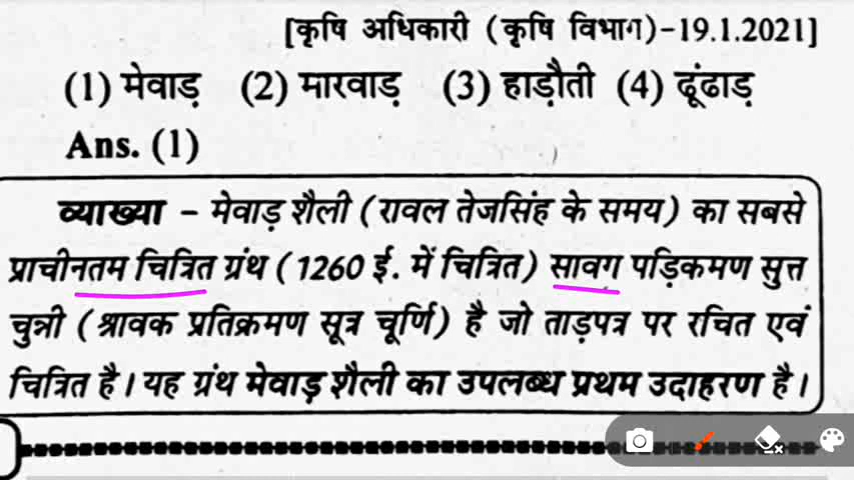 [कृषि अधिकारी (कृषि विभाग)-19.1.2021]
(1) मेवाड़ (2) मारवाड़ (3) हाड़ौती (4) ढूंढाड़
Ans. (1)
व्याख्या – मेवाड़ शैली (रावल तेजसिंह के समय) का सबसे
प्राचीनतम चित्रित ग्रंथ (1260 ई. में चित्रित) सावग पड़िकमण सुत्त
चुन्नी (श्रावक प्रतिक्रमण सूत्र चूर्णि) है जो ताड़पत्र पर रचित एवं
चित्रित है। यह ग्रंथ मेवाड़ शैली का उपलब्ध प्रथम उदाहरण है।